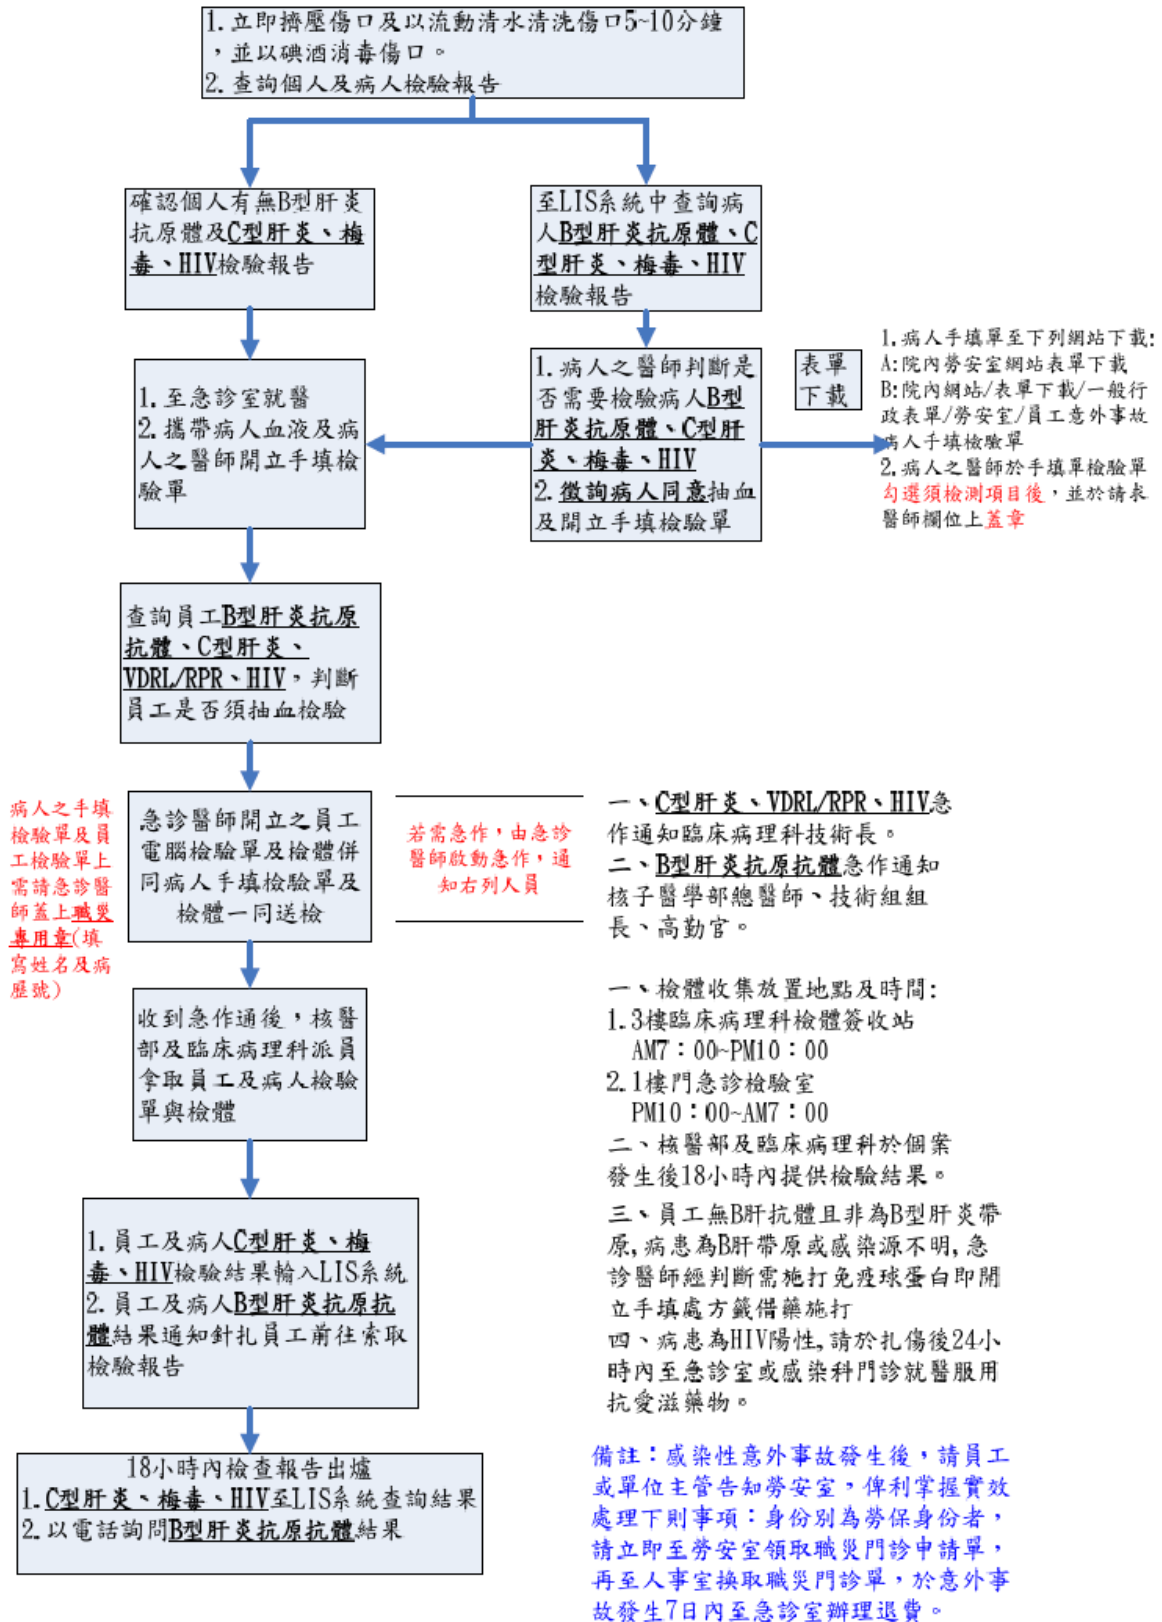 1.立即擠壓傷口及以流動清水清洗傷口5~10分鐘
，並以碘酒消毒傷口。
2.查詢個人及病人檢驗報告
確認個人有無B型肝炎
抗原體及C型肝炎、梅
毒、HIV檢驗報告
至LIS系統中查詢病
人B型肝炎抗原體、C
型肝炎、梅毒、HIV
檢驗報告
1.至急診室就醫
2.攜帶病人血液及病
人之醫師開立手填檢
驗單
1.病人之醫師判斷是
否需要檢驗病人B型
肝炎抗原體、C型肝
炎、梅毒、HIV
2.徵詢病人同意抽血
及開立手填檢驗單
表單
下載
1.病人手填單至下列網站下載:
A:院內勞安室網站表單下載
B:院內網站/表單下載/一般行
政表單/勞安室/員工意外事故
病人手填檢驗單
2.病人之醫師於手填單檢驗單
勾選須檢測項目後，並於請求
醫師欄位上蓋章
查詢員工B型肝炎抗原
抗體、C型肝炎、
VDRL/RPR、HIV，判斷
員工是否須抽血檢驗
病人之手填
檢驗單及員
工檢驗單上
需請急診醫
師蓋上職災
專用章(填
寫姓名及病
歷號)
急診醫師開立之員工
電腦檢驗單及檢體併
同病人手填檢驗單及
檢體一同送檢
若需急作，由急診
醫師啟動急作，通
知右列人員
一、C型肝炎、VDRL/RPR、HIV急
作通知臨床病理科技術長。
二、B型肝炎抗原抗體急作通知
核子醫學部總醫師、技術組組
長、高勤官。
收到急作通後，核醫
部及臨床病理科派員
拿取員工及病人檢驗
單與檢體
一、檢體收集放置地點及時間:
1.3樓臨床病理科檢體簽收站
AM7：00~PM10：00
2.1樓門急診檢驗室
PM10：00~AM7：00
二、核醫部及臨床病理科於個案
發生後18小時內提供檢驗結果。
三、員工無B肝抗體且非為B型肝炎帶
原,病患為B肝帶原或感染源不明,急
診醫師經判斷需施打免疫球蛋白即開
立手填處方籤借藥施打
四、病患為HIV陽性,請於扎傷後24小
時內至急診室或感染科門診就醫服用
抗愛滋藥物。
1.員工及病人C型肝炎、梅
毒、HIV檢驗結果輸入LIS系統
2.員工及病人B型肝炎抗原抗
體結果通知針扎員工前往索取
檢驗報告
18小時內檢查報告出爐
1.C型肝炎、梅毒、HIV至LIS系統查詢結果
2.以電話詢問B型肝炎抗原抗體結果
備註：感染性意外事故發生後，請員工
或單位主管告知勞安室，俾利掌握實效
處理下則事項：身份別為勞保身份者，
請立即至勞安室領取職災門診申請單，
再至人事室換取職災門診單，於意外事
故發生7日內至急診室辦理退費。